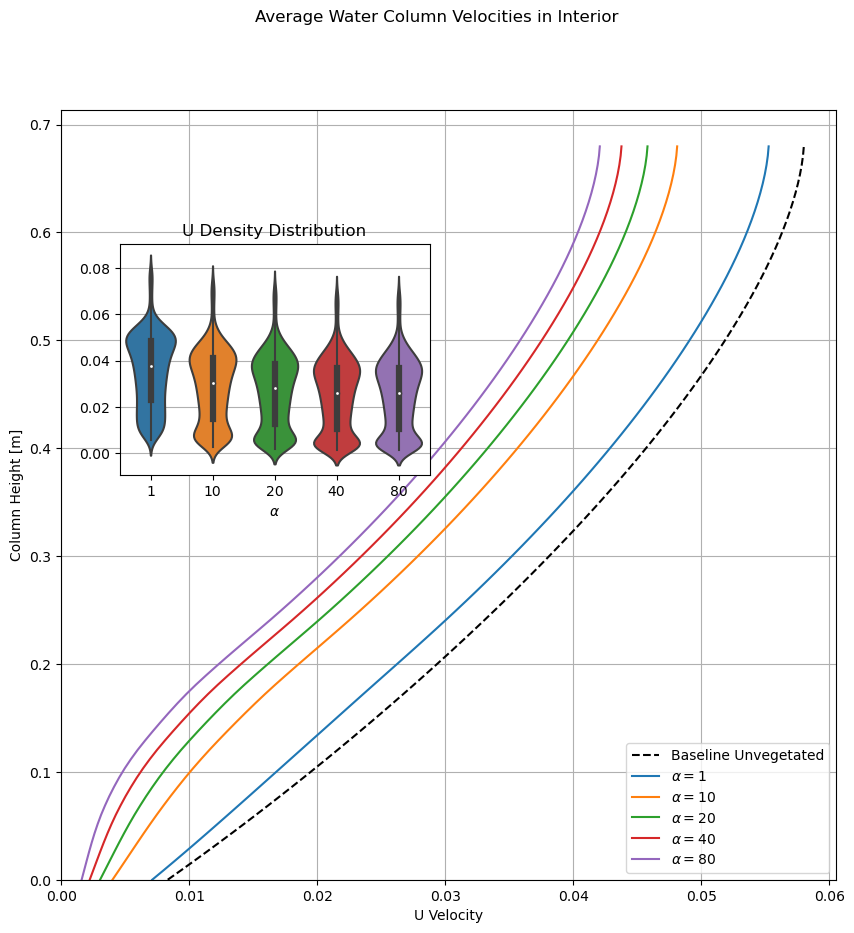 Average Water Column Velocities in Interior
0.7
0.6
0.5
0.4
0.3
0.2
0.1
0.0
Column Height [m]
U Density Distribution
0.08
0.06
0.04
0.02
0.00
1 10 20 40 80
α
Baseline Unvegetated
α = 1
α = 10
α = 20
α = 40
α = 80
0.00 0.01 0.02 0.03 0.04 0.05 0.06
U Velocity